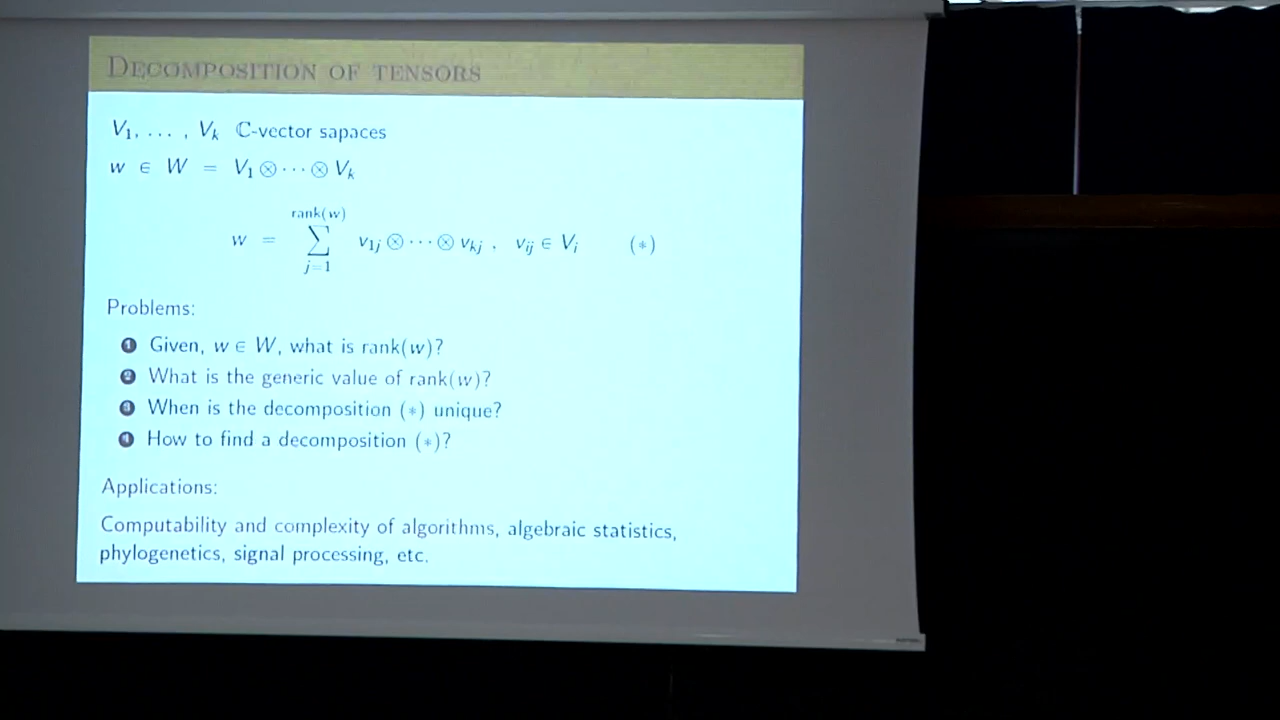 DECOMPOSITION OF TENSORS
V₁, … , Vₖ ℂ-vector sapaces
w ∈ W = V₁ ⊗ ⋯ ⊗ Vₖ
rank(w)
w = ∑ v₁ⱼ ⊗ ⋯ ⊗ vₖⱼ , vᵢⱼ ∈ Vᵢ (*)
j=1
Problems:
1 Given, w ∈ W, what is rank(w)?
2 What is the generic value of rank(w)?
3 When is the decomposition (*) unique?
4 How to find a decomposition (*)?
Applications:
Computability and complexity of algorithms, algebraic statistics,
phylogenetics, signal processing, etc.